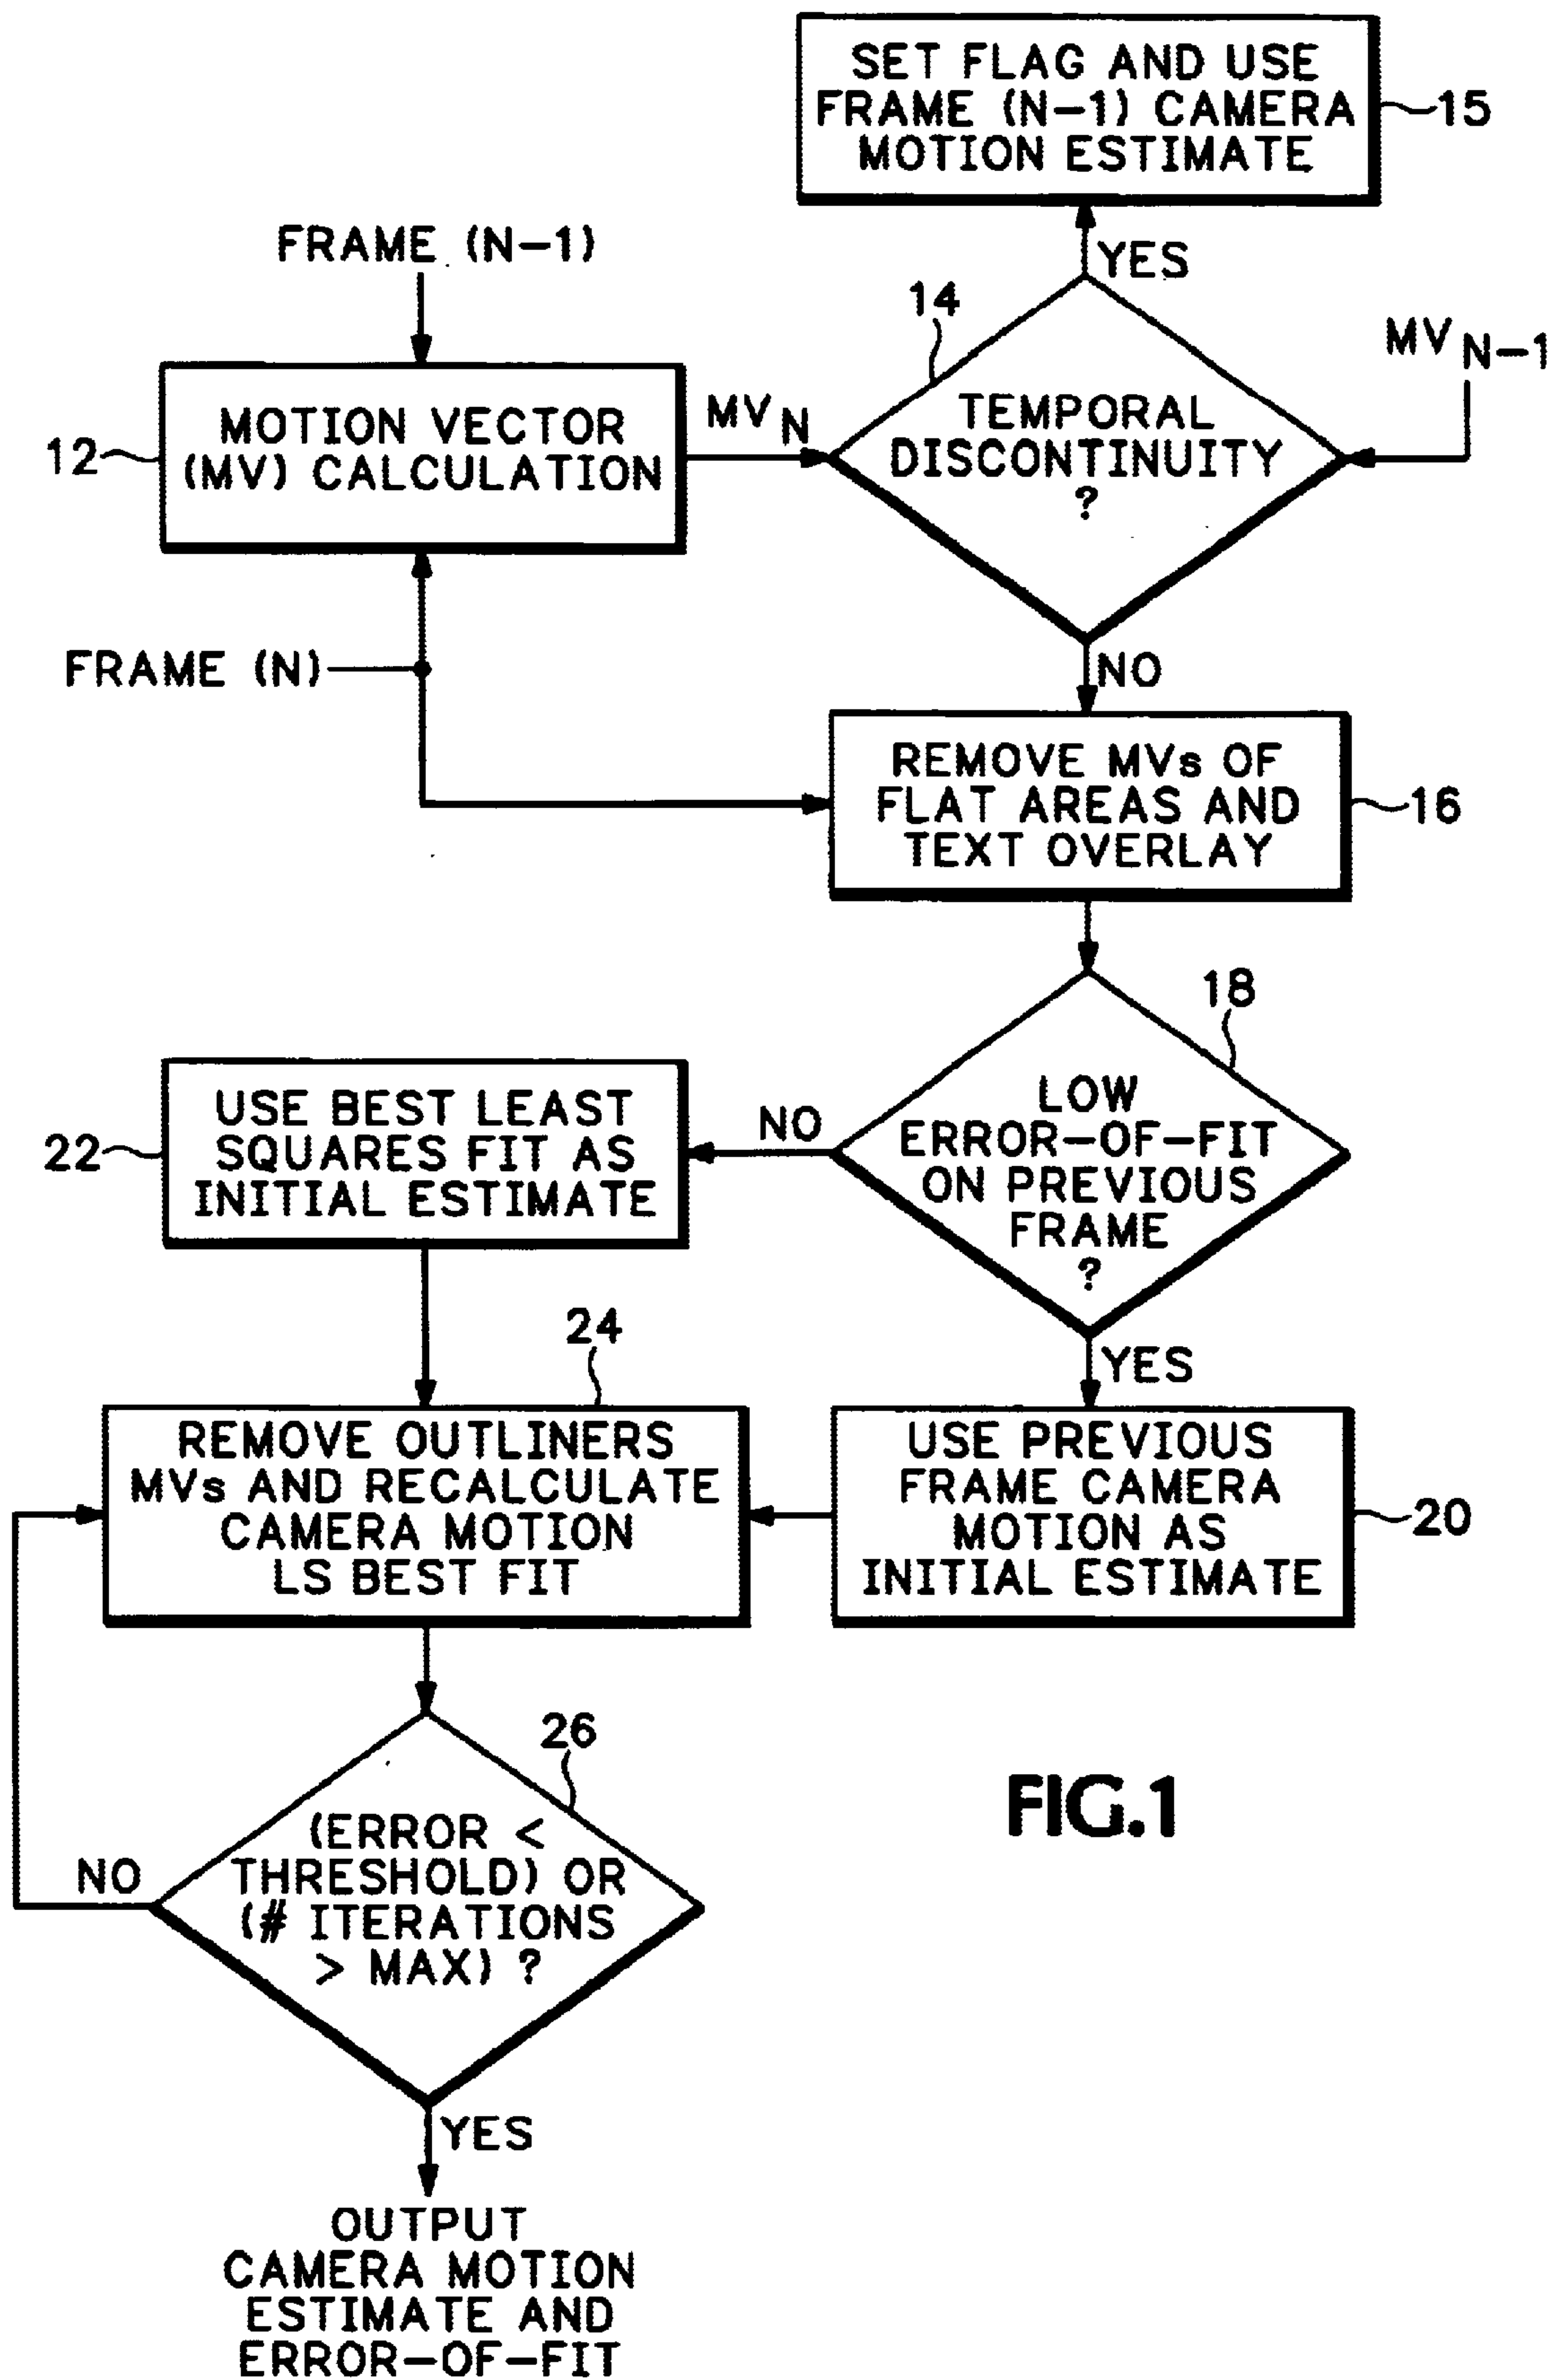 SET FLAG AND USE
FRAME (N-1) CAMERA
MOTION ESTIMATE
15
FRAME (N-1)
YES
14
MV N-1
MOTION VECTOR
(MV) CALCULATION
12
MV N
TEMPORAL
DISCONTINUITY
?
FRAME (N)
NO
REMOVE MVs OF
FLAT AREAS AND
TEXT OVERLAY
16
18
LOW
ERROR-OF-FIT
ON PREVIOUS
FRAME
?
NO
USE BEST LEAST
SQUARES FIT AS
INITIAL ESTIMATE
22
YES
24
REMOVE OUTLINERS
MVs AND RECALCULATE
CAMERA MOTION
LS BEST FIT
USE PREVIOUS
FRAME CAMERA
MOTION AS
INITIAL ESTIMATE
20
26
(ERROR <
THRESHOLD) OR
(# ITERATIONS
> MAX) ?
NO
FIG.1
YES
OUTPUT
CAMERA MOTION
ESTIMATE AND
ERROR-OF-FIT